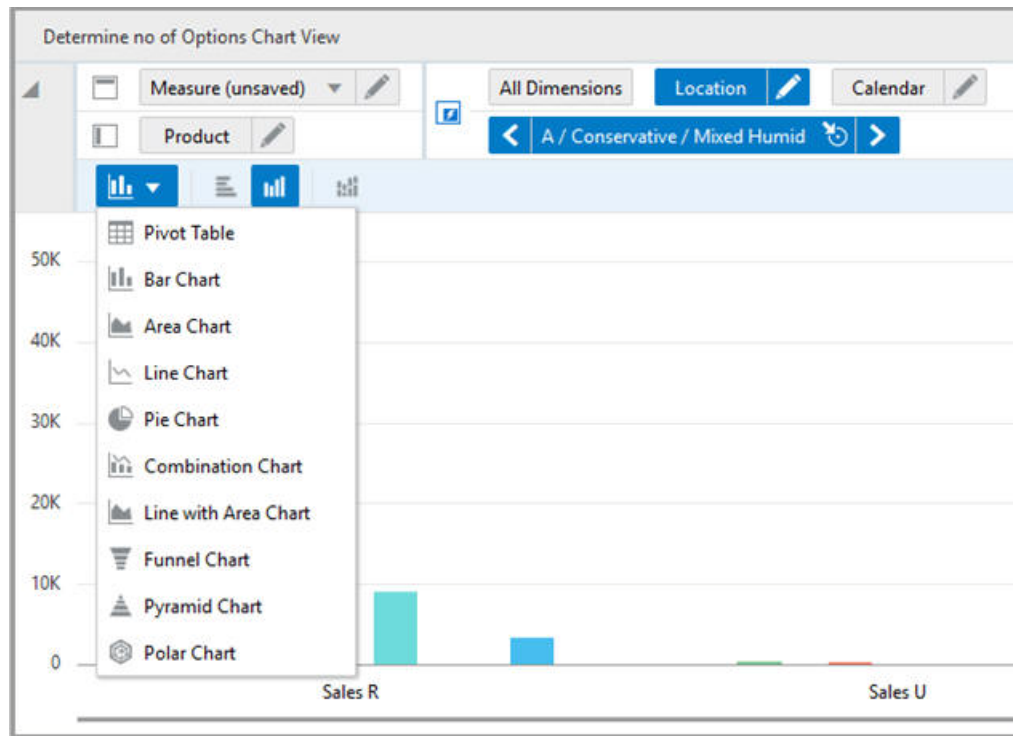 Determine no of Options Chart View
Measure (unsaved)
All Dimensions
Location
Calendar
Product
A / Conservative / Mixed Humid
Pivot Table
Bar Chart
Area Chart
Line Chart
Pie Chart
Combination Chart
Line with Area Chart
Funnel Chart
Pyramid Chart
Polar Chart
50K
40K
30K
20K
10K
0
Sales R
Sales U